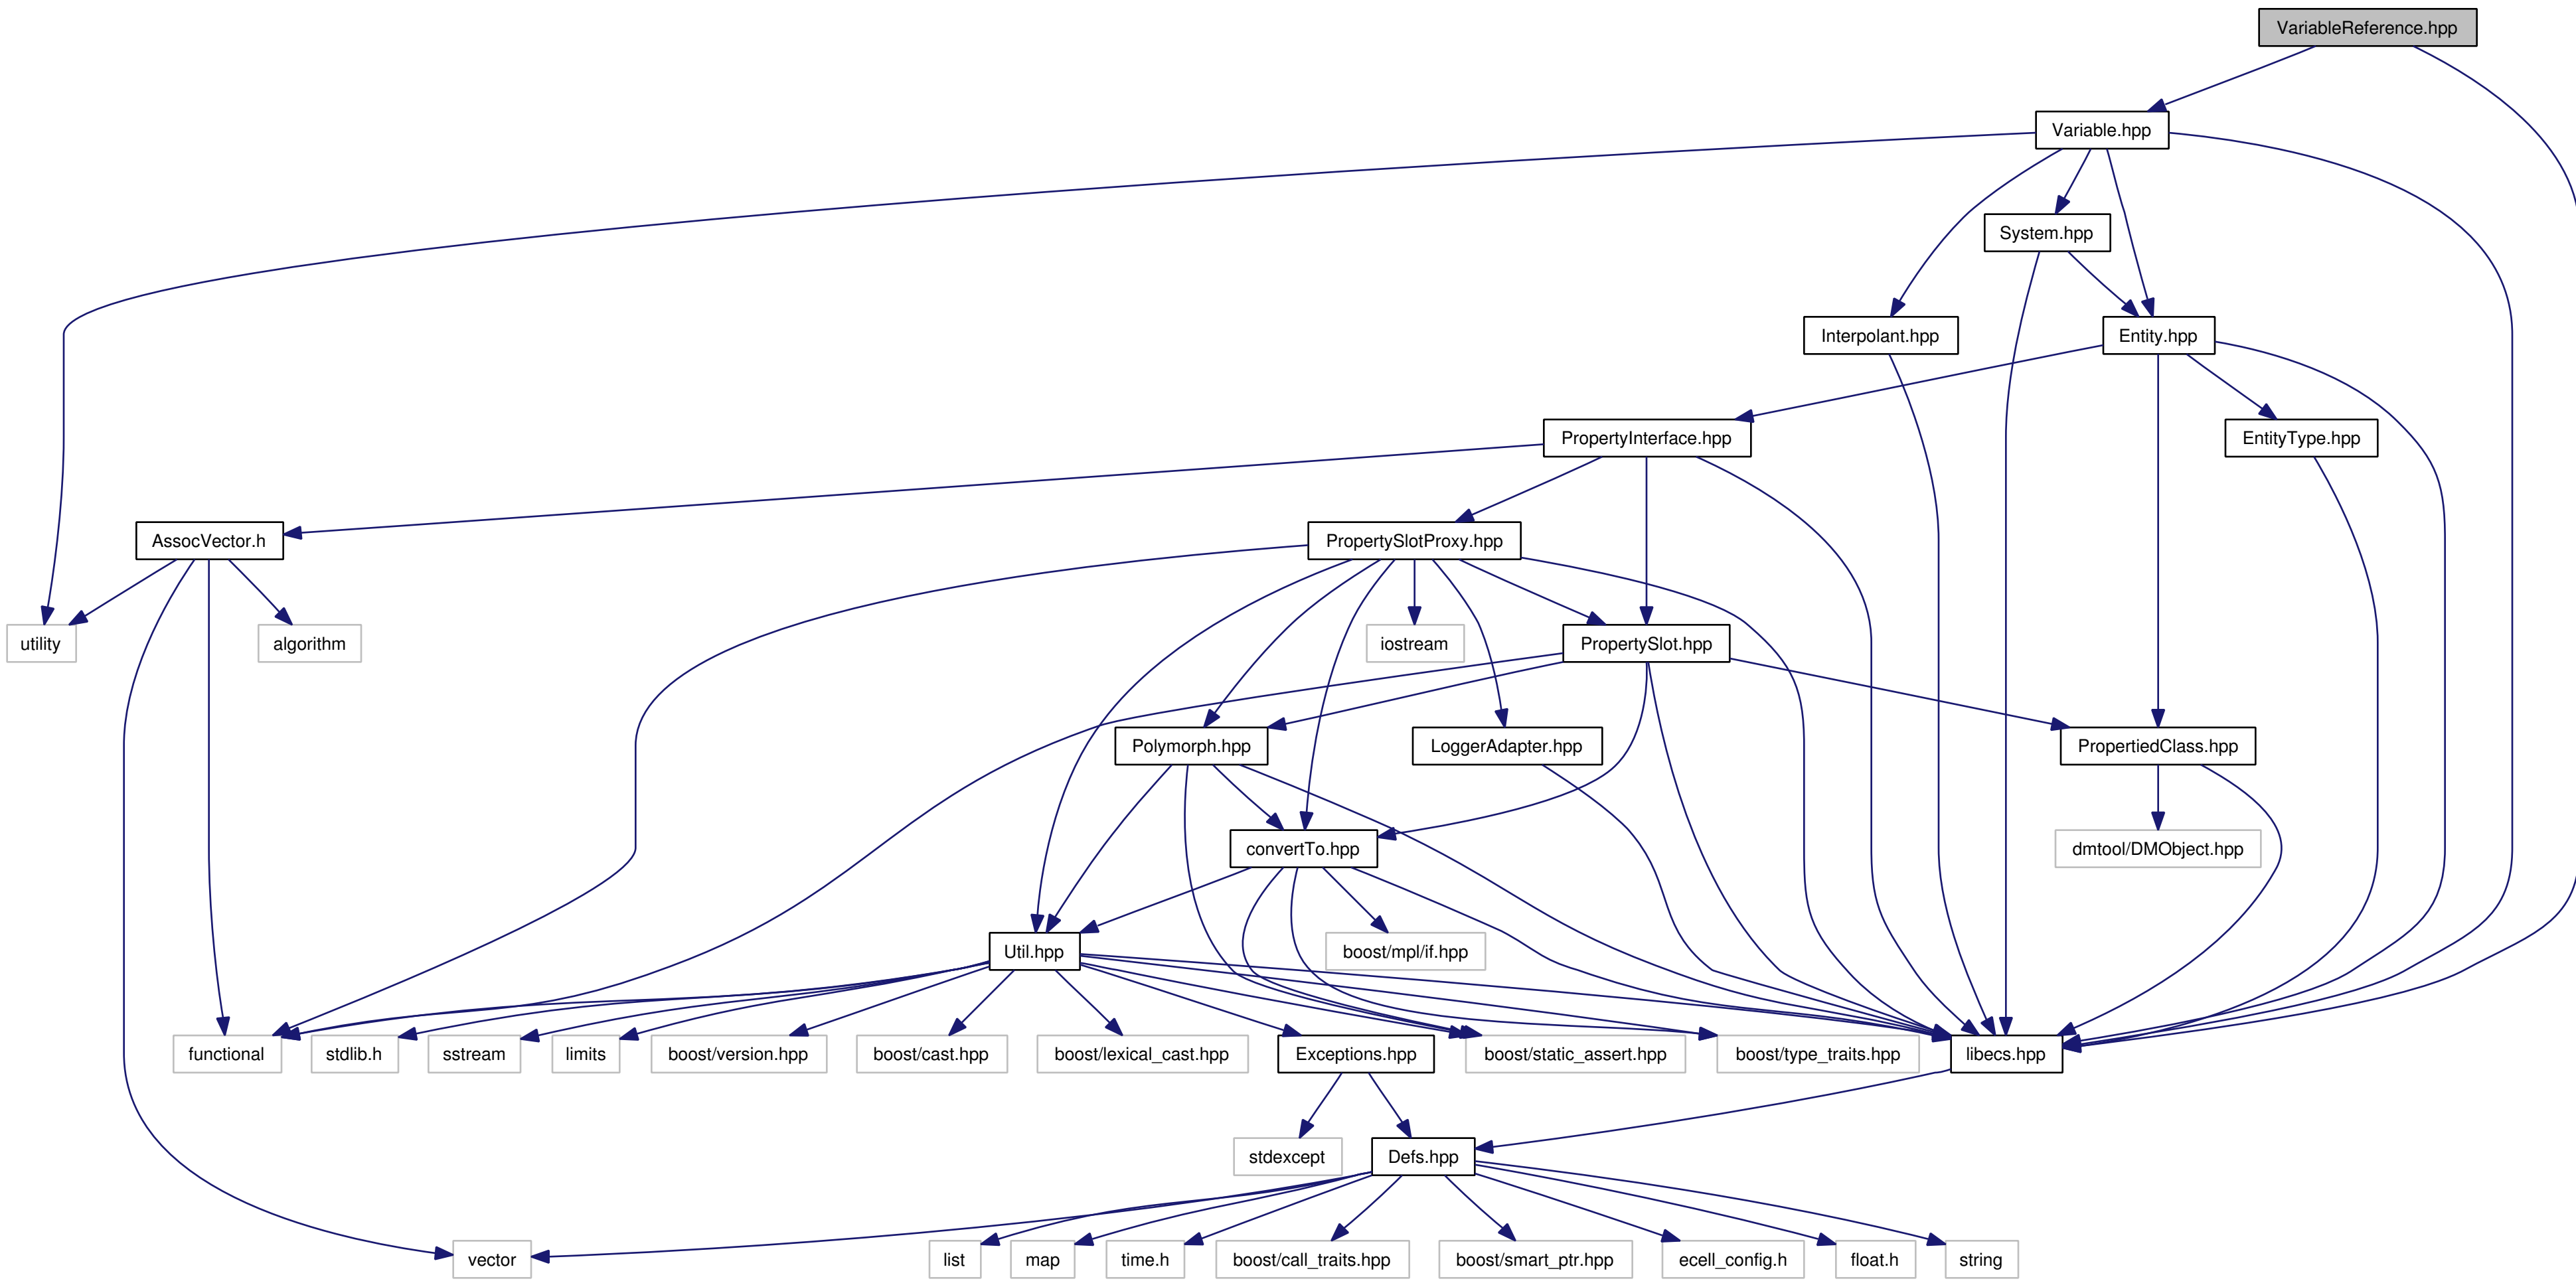 VariableReference.hpp
Variable.hpp
System.hpp
Interpolant.hpp
Entity.hpp
PropertyInterface.hpp
EntityType.hpp
AssocVector.h
PropertySlotProxy.hpp
utility
algorithm
iostream
PropertySlot.hpp
Polymorph.hpp
LoggerAdapter.hpp
PropertiedClass.hpp
convertTo.hpp
dmtool/DMObject.hpp
Util.hpp
boost/mpl/if.hpp
functional
stdlib.h
sstream
limits
boost/version.hpp
boost/cast.hpp
boost/lexical_cast.hpp
Exceptions.hpp
boost/static_assert.hpp
boost/type_traits.hpp
libecs.hpp
stdexcept
Defs.hpp
vector
list
map
time.h
boost/call_traits.hpp
boost/smart_ptr.hpp
ecell_config.h
float.h
string